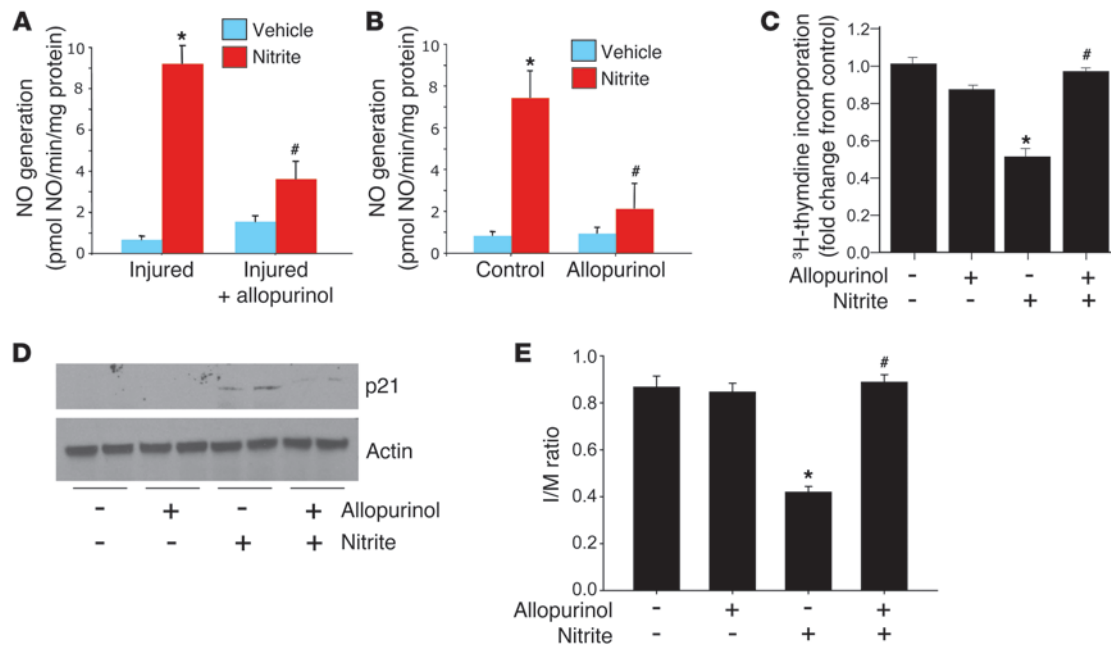 A
NO generation
(pmol NO/min/mg protein)
10
8
6
4
2
0
Vehicle
Nitrite
*
#
Injured
Injured
+ allopurinol
B
NO generation
(pmol NO/min/mg protein)
10
8
6
4
2
0
Vehicle
Nitrite
*
#
Control
Allopurinol
C
³H-thymdine incorporation
(fold change from control)
1.2
1.0
0.8
0.6
0.4
0.2
0.0
*
#
Allopurinol - + - +
Nitrite - - + +
D
p21
Actin
- + - + Allopurinol
- - + + Nitrite
E
I/M ratio
1.0
0.8
0.6
0.4
0.2
0.0
*
#
Allopurinol - + - +
Nitrite - - + +